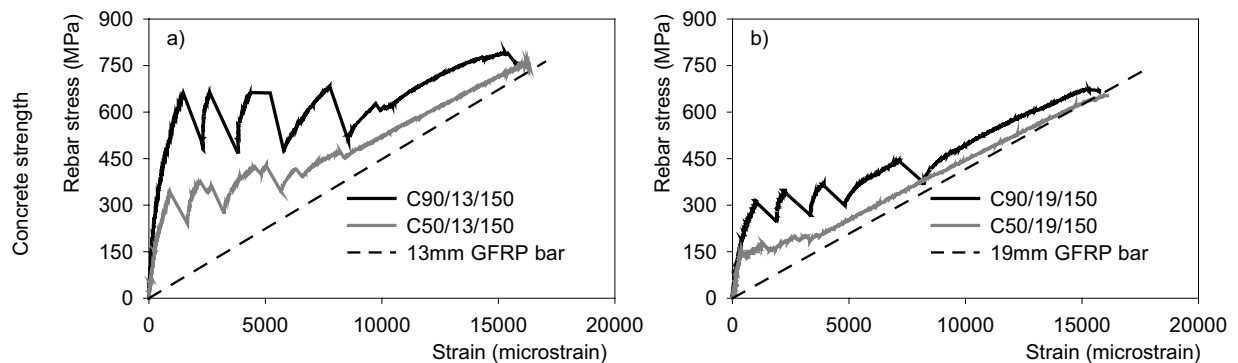 Concrete strength
Rebar stress (MPa)
900
750
600
450
300
150
0
a)
C90/13/150
C50/13/150
13mm GFRP bar
0 5000 10000 15000 20000
Strain (microstrain)
Rebar stress (MPa)
900
750
600
450
300
150
0
b)
C90/19/150
C50/19/150
19mm GFRP bar
0 5000 10000 15000 20000
Strain (microstrain)